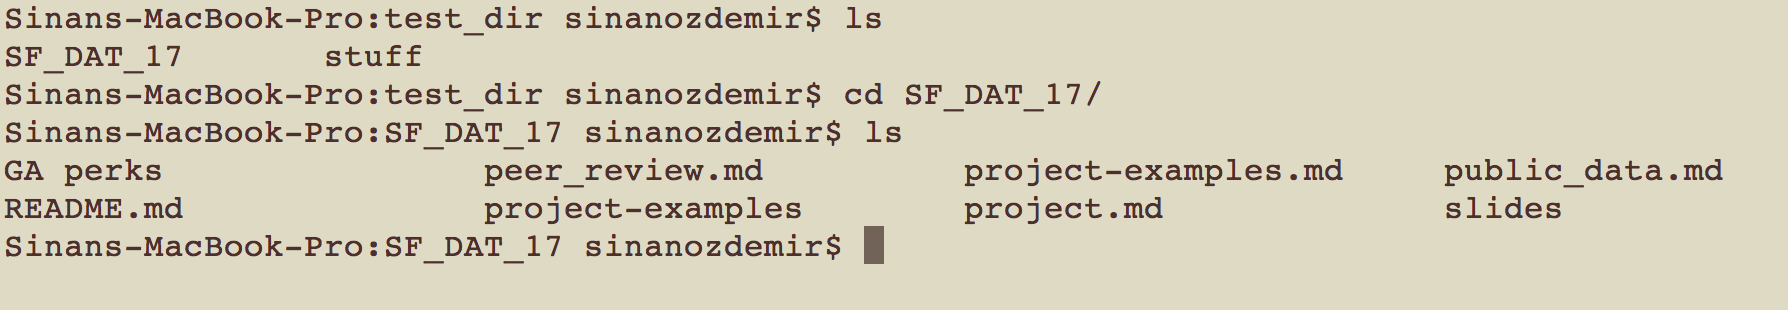 Sinans-MacBook-Pro:test_dir sinanozdemir$ ls
SF_DAT_17 stuff
Sinans-MacBook-Pro:test_dir sinanozdemir$ cd SF_DAT_17/
Sinans-MacBook-Pro:SF_DAT_17 sinanozdemir$ ls
GA perks peer_review.md project-examples.md public_data.md
README.md project-examples project.md slides
Sinans-MacBook-Pro:SF_DAT_17 sinanozdemir$